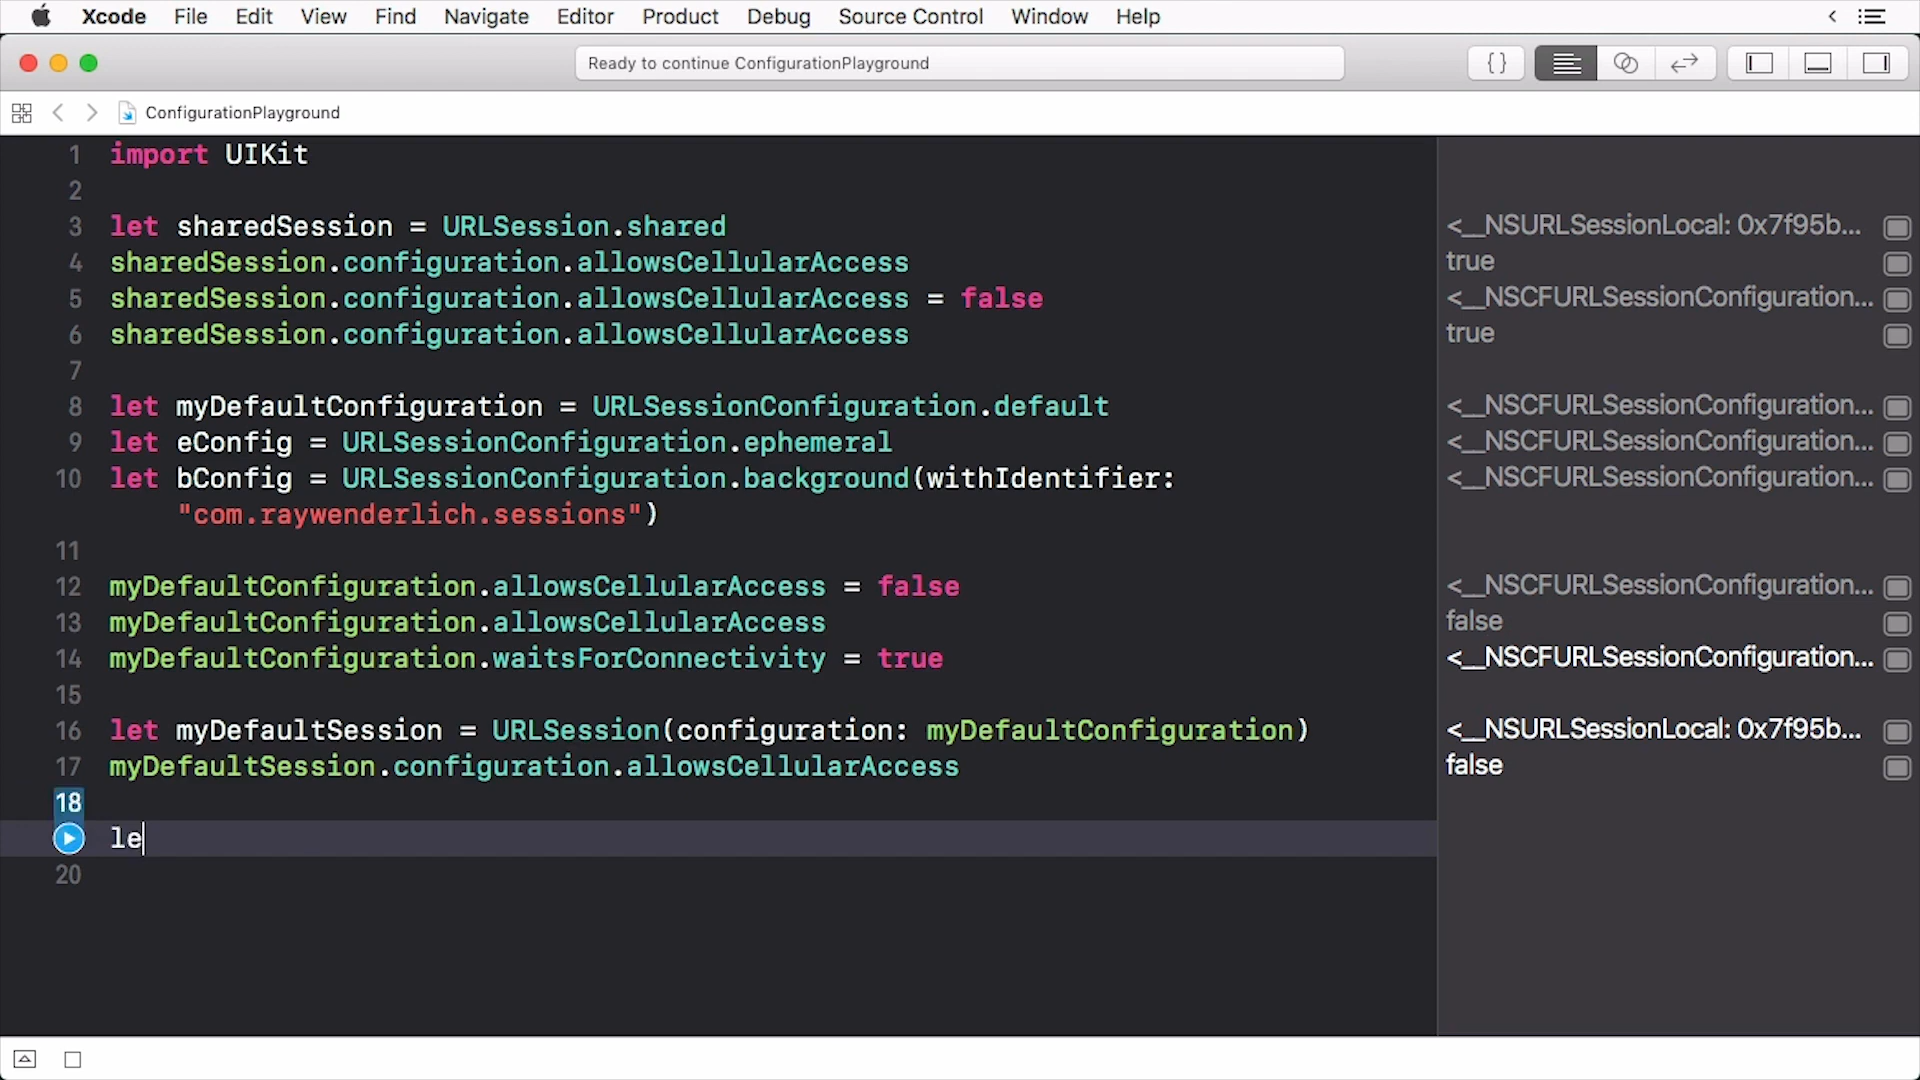 Xcode File Edit View Find Navigate Editor Product Debug Source Control Window Help
Ready to continue ConfigurationPlayground
{ }
ConfigurationPlayground
1 import UIKit
2
3 let sharedSession = URLSession.shared <__NSURLSessionLocal: 0x7f95b...
4 sharedSession.configuration.allowsCellularAccess true
5 sharedSession.configuration.allowsCellularAccess = false <__NSCFURLSessionConfiguration...
6 sharedSession.configuration.allowsCellularAccess true
7
8 let myDefaultConfiguration = URLSessionConfiguration.default <__NSCFURLSessionConfiguration...
9 let eConfig = URLSessionConfiguration.ephemeral <__NSCFURLSessionConfiguration...
10 let bConfig = URLSessionConfiguration.background(withIdentifier: <__NSCFURLSessionConfiguration...
"com.raywenderlich.sessions")
11
12 myDefaultConfiguration.allowsCellularAccess = false <__NSCFURLSessionConfiguration...
13 myDefaultConfiguration.allowsCellularAccess false
14 myDefaultConfiguration.waitsForConnectivity = true <__NSCFURLSessionConfiguration...
15
16 let myDefaultSession = URLSession(configuration: myDefaultConfiguration) <__NSURLSessionLocal: 0x7f95b...
17 myDefaultSession.configuration.allowsCellularAccess false
18
le
20